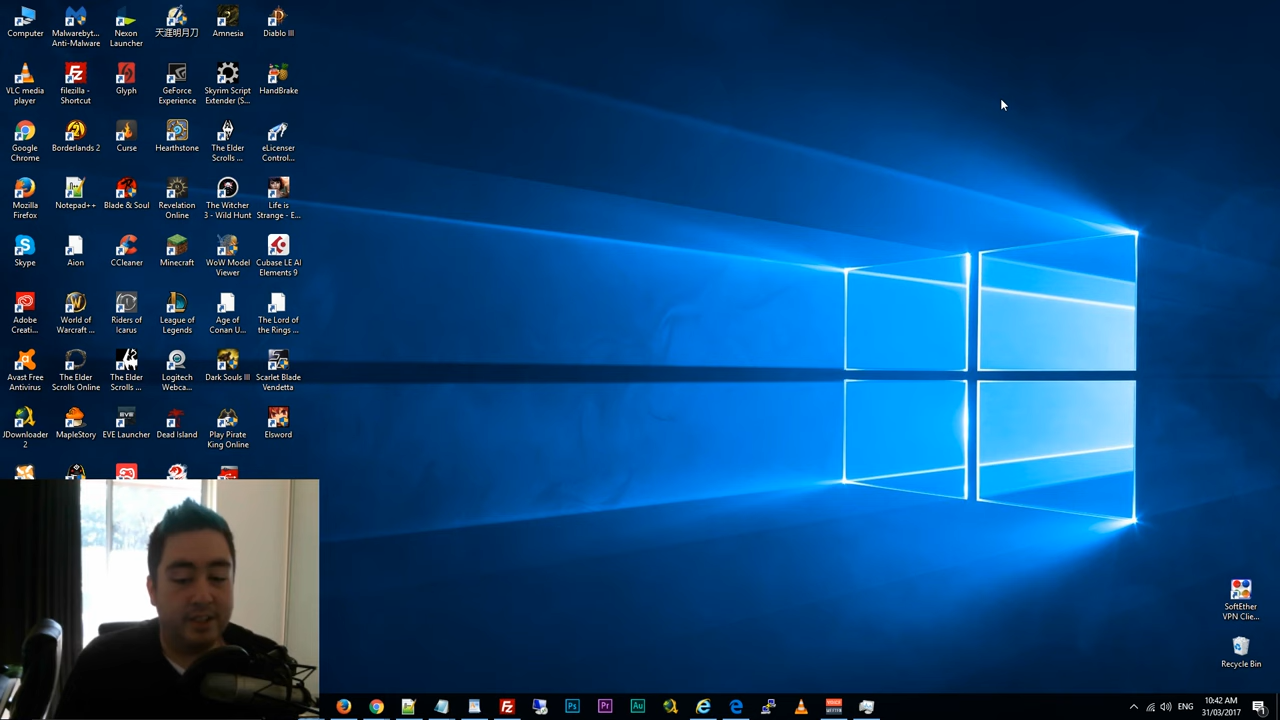 Computer
Malwarebyt...
Anti-Malware
Nexon
Launcher
天涯明月刀
Amnesia
Diablo III
VLC media
player
filezilla -
Shortcut
Glyph
GeForce
Experience
Skyrim Script
Extender (S...
HandBrake
Google
Chrome
Borderlands 2
Curse
Hearthstone
The Elder
Scrolls ...
eLicenser
Control...
Mozilla
Firefox
Notepad++
Blade & Soul
Revelation
Online
The Witcher
3 - Wild Hunt
Life is
Strange - E...
Skype
Aion
CCleaner
Minecraft
WoW Model
Viewer
Cubase LE AI
Elements 9
Adobe
Creati...
World of
Warcraft ...
Riders of
Icarus
League of
Legends
Age of
Conan U...
The Lord of
the Rings ...
Avast Free
Antivirus
The Elder
Scrolls Online
The Elder
Scrolls ...
Logitech
Webca...
Dark Souls III
Scarlet Blade
Vendetta
JDownloader
2
MapleStory
EVE Launcher
Dead Island
Play Pirate
King Online
Elsword
SoftEther
VPN Clie...
Recycle Bin
Ps
Pr
Au
ENG
10:42 AM
31/03/2017